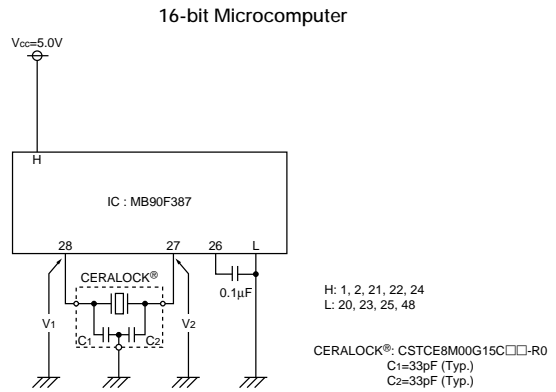 16-bit Microcomputer
Vcc=5.0V
H
IC : MB90F387
28
27
26
L
CERALOCK®
0.1µF
V1
C1
C2
V2
H: 1, 2, 21, 22, 24
L: 20, 23, 25, 48
CERALOCK®: CSTCE8M00G15C□□-R0
C1=33pF (Typ.)
C2=33pF (Typ.)